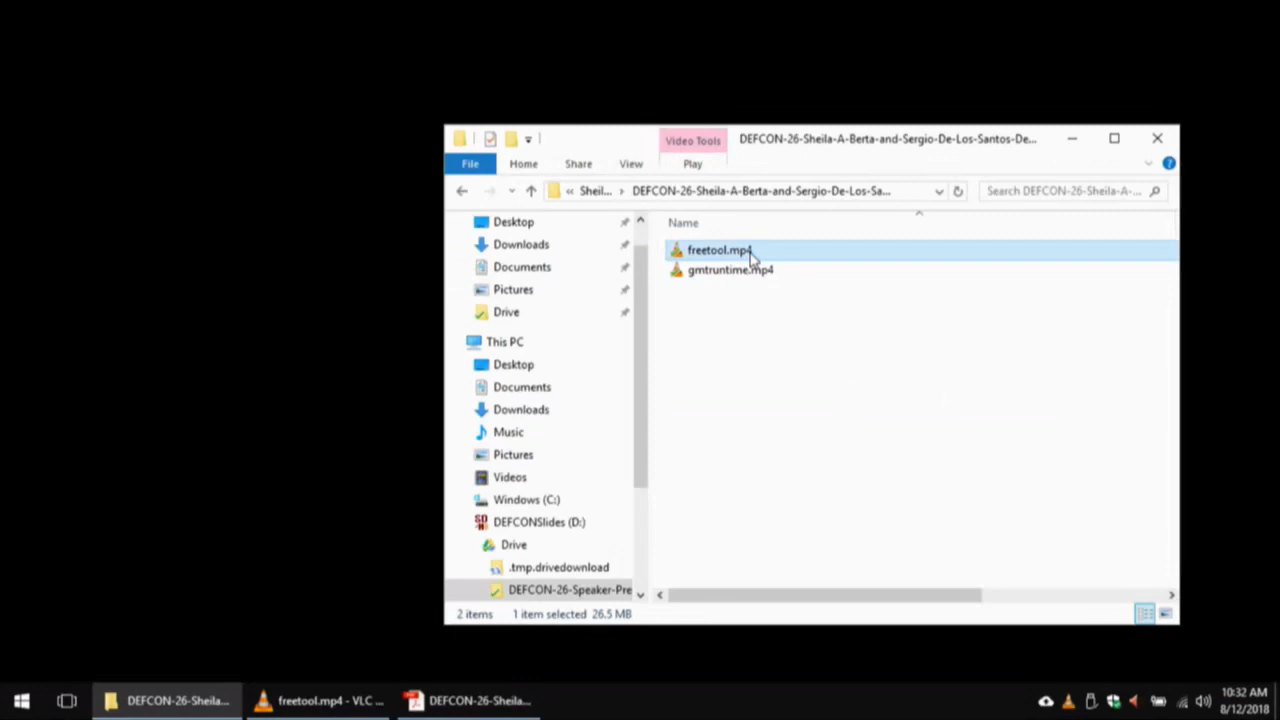 Video Tools
DEFCON-26-Sheila-A-Berta-and-Sergio-De-Los-Santos-De...
File
Home
Share
View
Play
« Sheil... › DEFCON-26-Sheila-A-Berta-and-Sergio-De-Los-Sa...
Search DEFCON-26-Sheila-A-...
Desktop
Downloads
Documents
Pictures
Drive
This PC
Desktop
Documents
Downloads
Music
Pictures
Videos
Windows (C:)
DEFCONSlides (D:)
Drive
.tmp.drivedownload
DEFCON-26-Speaker-Pre
Name
freetool.mp4
gmtruntime.mp4
2 items
1 item selected 26.5 MB
DEFCON-26-Sheila...
freetool.mp4 - VLC ...
DEFCON-26-Sheila...
10:32 AM
8/12/2018